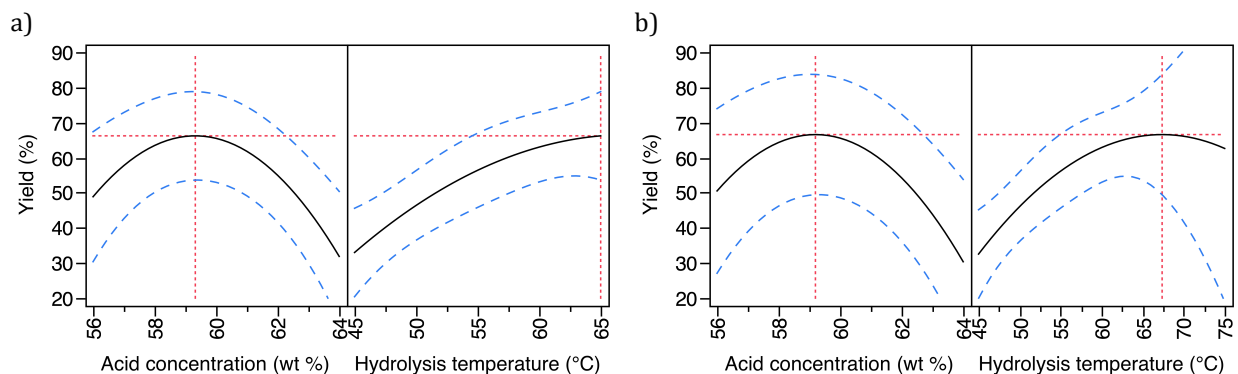 a)
Yield (%)
90
80
70
60
50
40
30
20
56 58 60 62 64
45 50 55 60 65
Acid concentration (wt %)
Hydrolysis temperature (°C)
b)
Yield (%)
90
80
70
60
50
40
30
20
56 58 60 62 64
45 50 55 60 65 70 75
Acid concentration (wt %)
Hydrolysis temperature (°C)